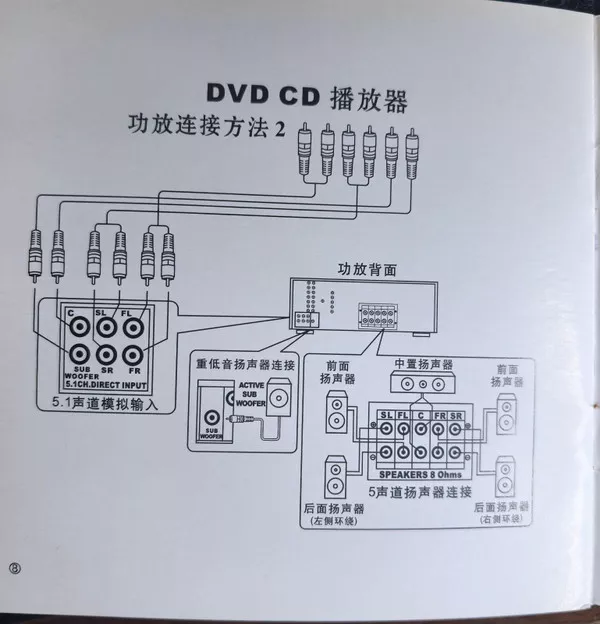 DVD CD 播放器
功放连接方法 2
功放背面
C SL FL
SUB WOOFER SR FR
5.1CH.DIRECT INPUT
5.1声道模拟输入
重低音扬声器连接
ACTIVE
SUB
WOOFER
SUB
WOOFER
前面
扬声器
中置扬声器
前面
扬声器
SL FL C FR SR
SPEAKERS 8 Ohms
5声道扬声器连接
后面扬声器
(左侧环绕)
后面扬声器
(右侧环绕)
⑧